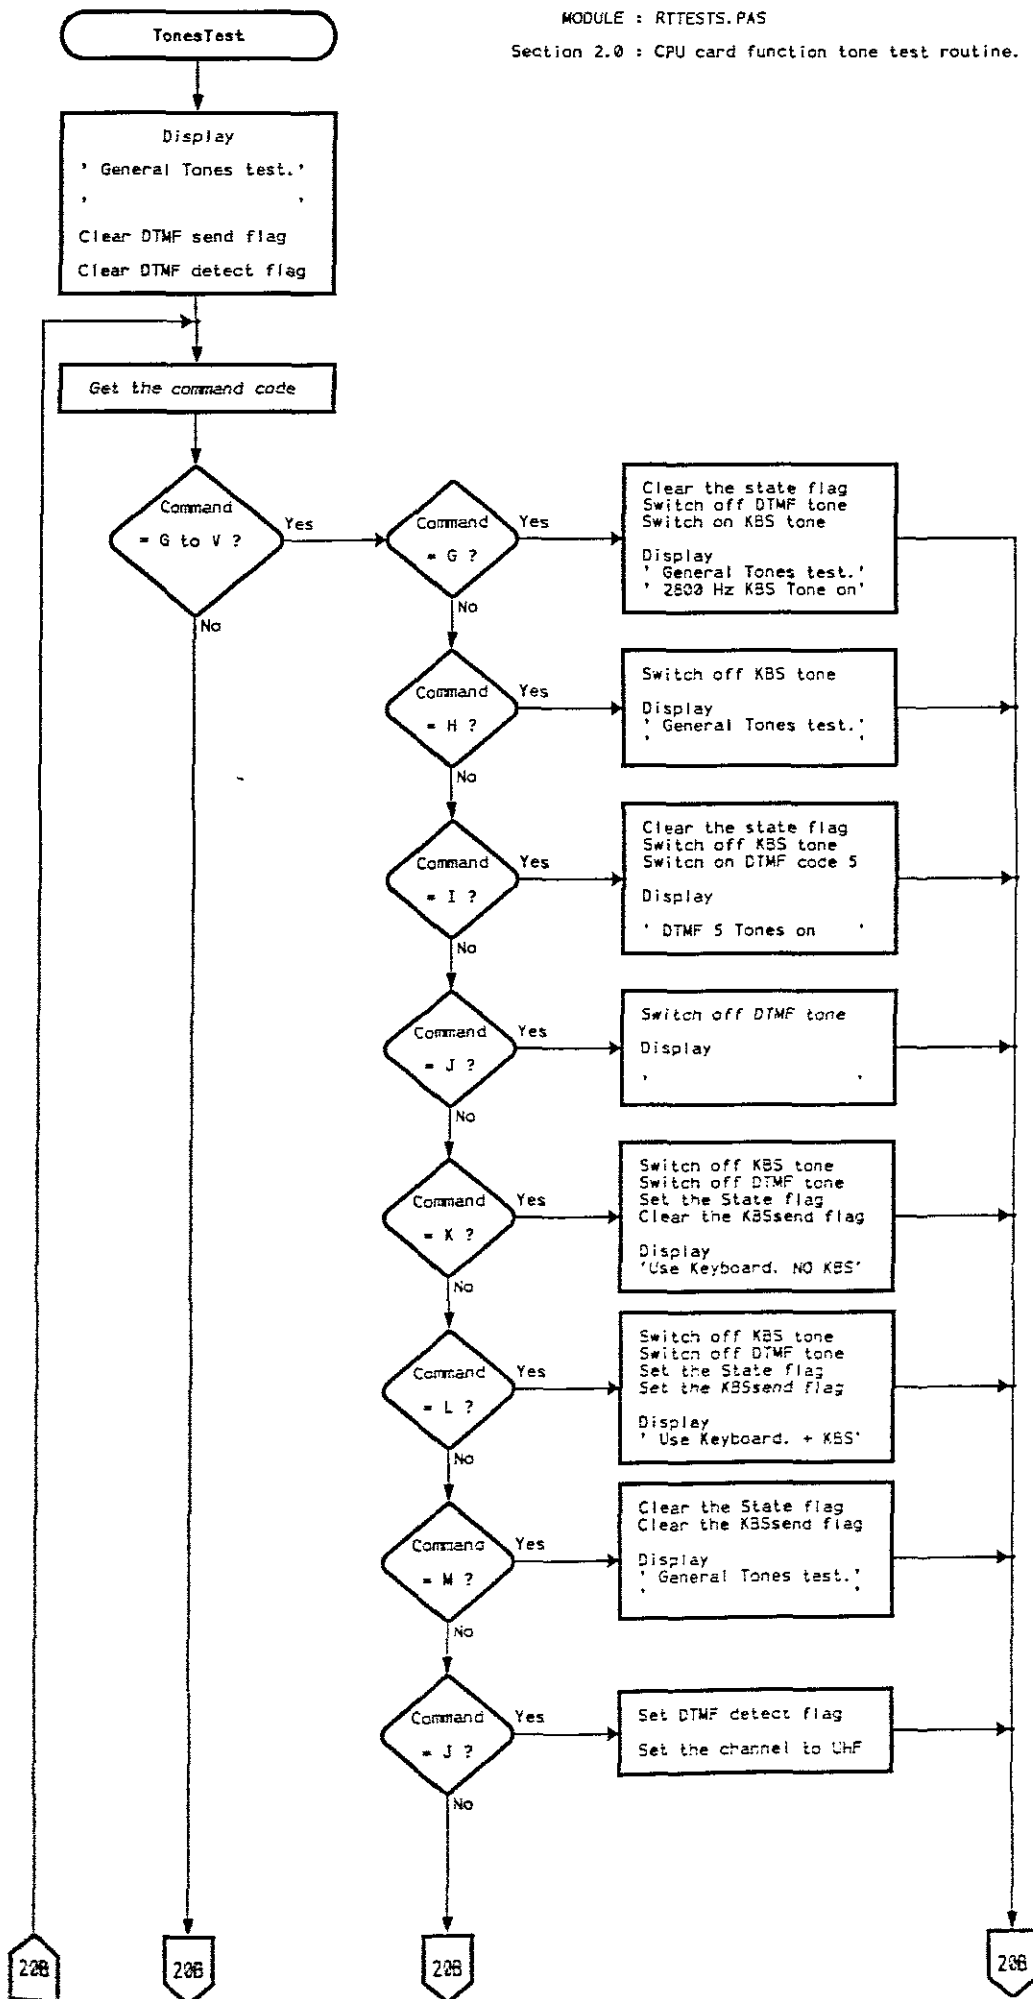 MODULE : RTTESTS.PAS
Section 2.0 : CPU card function tone test routine.
TonesTest
Display
' General Tones test.'
' '
Clear DTMF send flag
Clear DTMF detect flag
Get the command code
Command
= G to V ?
Yes
No
Command
= G ?
Yes
No
Clear the state flag
Switch off DTMF tone
Switch on KBS tone
Display
' General Tones test.'
' 2800 Hz KBS Tone on'
Command
= H ?
Yes
No
Switch off KBS tone
Display
' General Tones test.'
' '
Command
= I ?
Yes
No
Clear the state flag
Switch off KBS tone
Switch on DTMF code 5
Display
' DTMF 5 Tones on '
Command
= J ?
Yes
No
Switch off DTMF tone
Display
' '
Command
= K ?
Yes
No
Switch off KBS tone
Switch off DTMF tone
Set the State flag
Clear the KBSsend flag
Display
'Use Keyboard. NO KBS'
Command
= L ?
Yes
No
Switch off KBS tone
Switch off DTMF tone
Set the State flag
Set the KBSsend flag
Display
' Use Keyboard. + KBS'
Command
= M ?
Yes
No
Clear the State flag
Clear the KBSsend flag
Display
' General Tones test.'
' '
Command
= J ?
Yes
No
Set DTMF detect flag
Set the channel to UHF
20B
20B
20B
20B